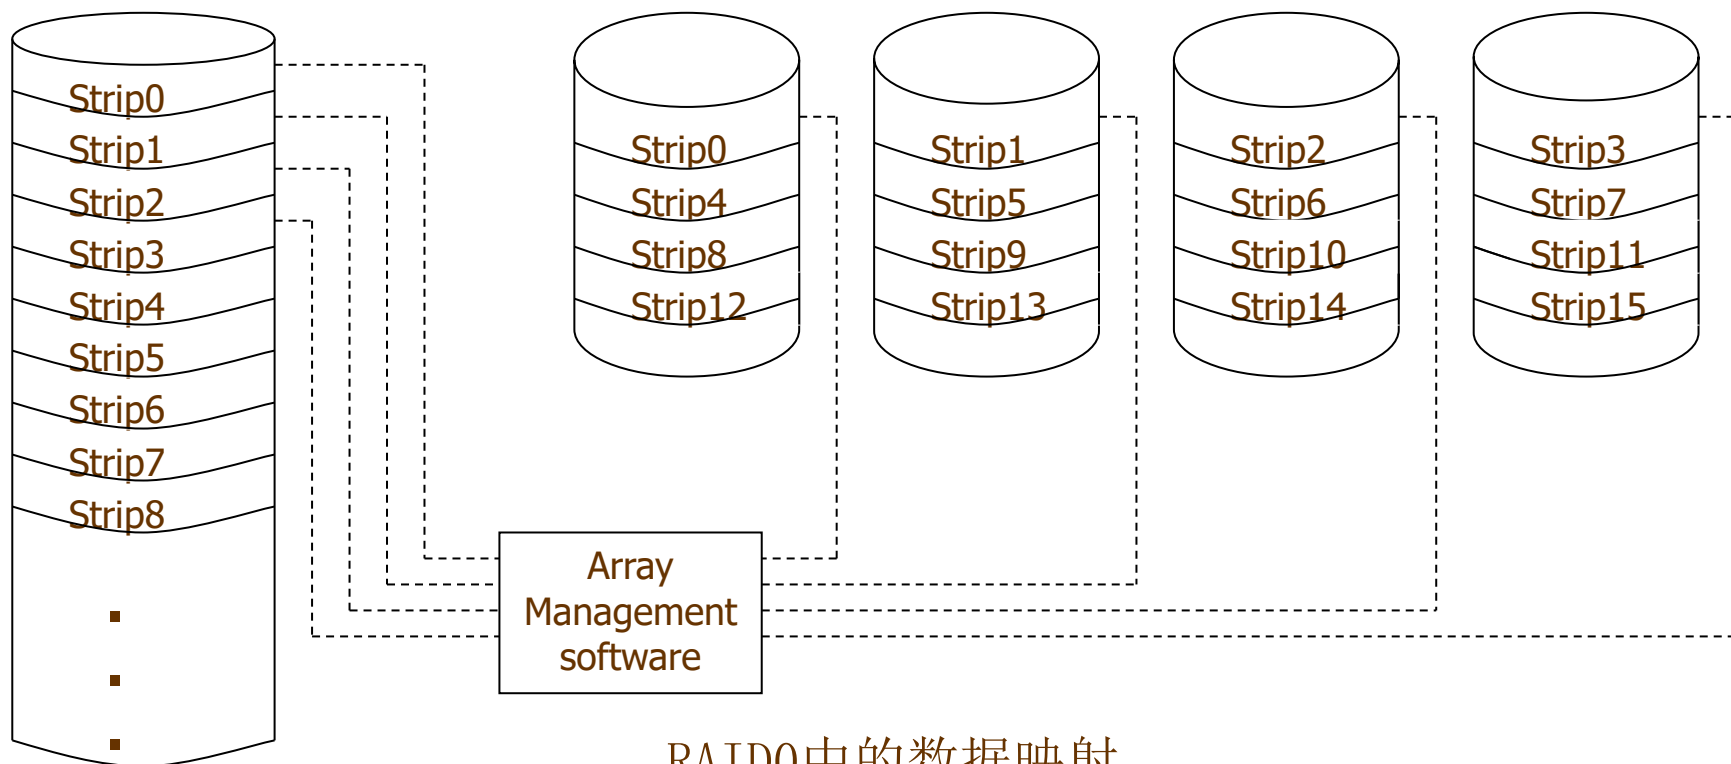 Strip0
Strip1
Strip2
Strip3
Strip4
Strip5
Strip6
Strip7
Strip8
Strip0
Strip4
Strip8
Strip12
Strip1
Strip5
Strip9
Strip13
Strip2
Strip6
Strip10
Strip14
Strip3
Strip7
Strip11
Strip15
Array
Management
software
RAID0中的数据映射